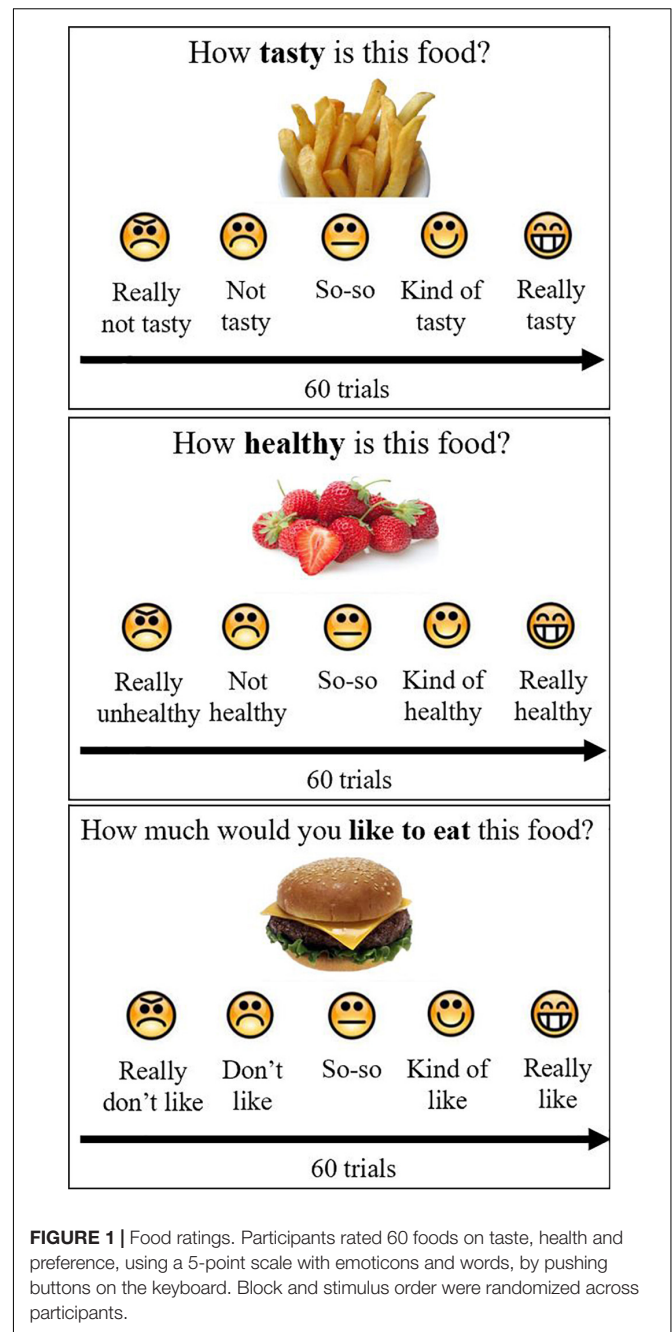 How tasty is this food?
Really not tasty
Not tasty
So-so
Kind of tasty
Really tasty
60 trials
How healthy is this food?
Really unhealthy
Not healthy
So-so
Kind of healthy
Really healthy
60 trials
How much would you like to eat this food?
Really don't like
Don't like
So-so
Kind of like
Really like
60 trials
FIGURE 1 | Food ratings. Participants rated 60 foods on taste, health and
preference, using a 5-point scale with emoticons and words, by pushing
buttons on the keyboard. Block and stimulus order were randomized across
participants.